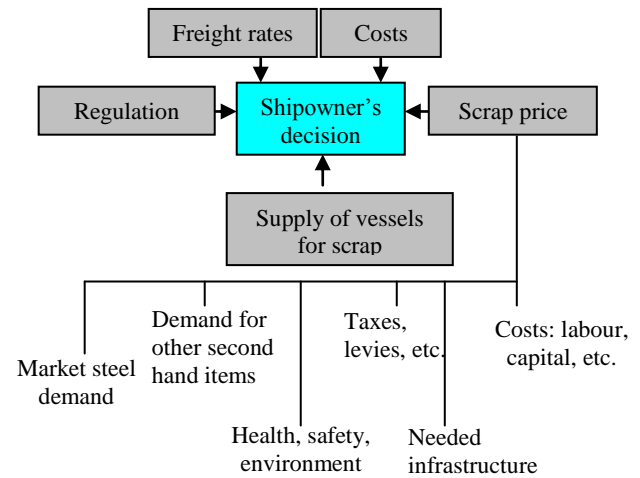 Freight rates
Costs
Regulation
Shipowner's
decision
Scrap price
Supply of vessels
for scrap
Market steel
demand
Demand for
other second
hand items
Health, safety,
environment
Taxes,
levies, etc.
Needed
infrastructure
Costs: labour,
capital, etc.